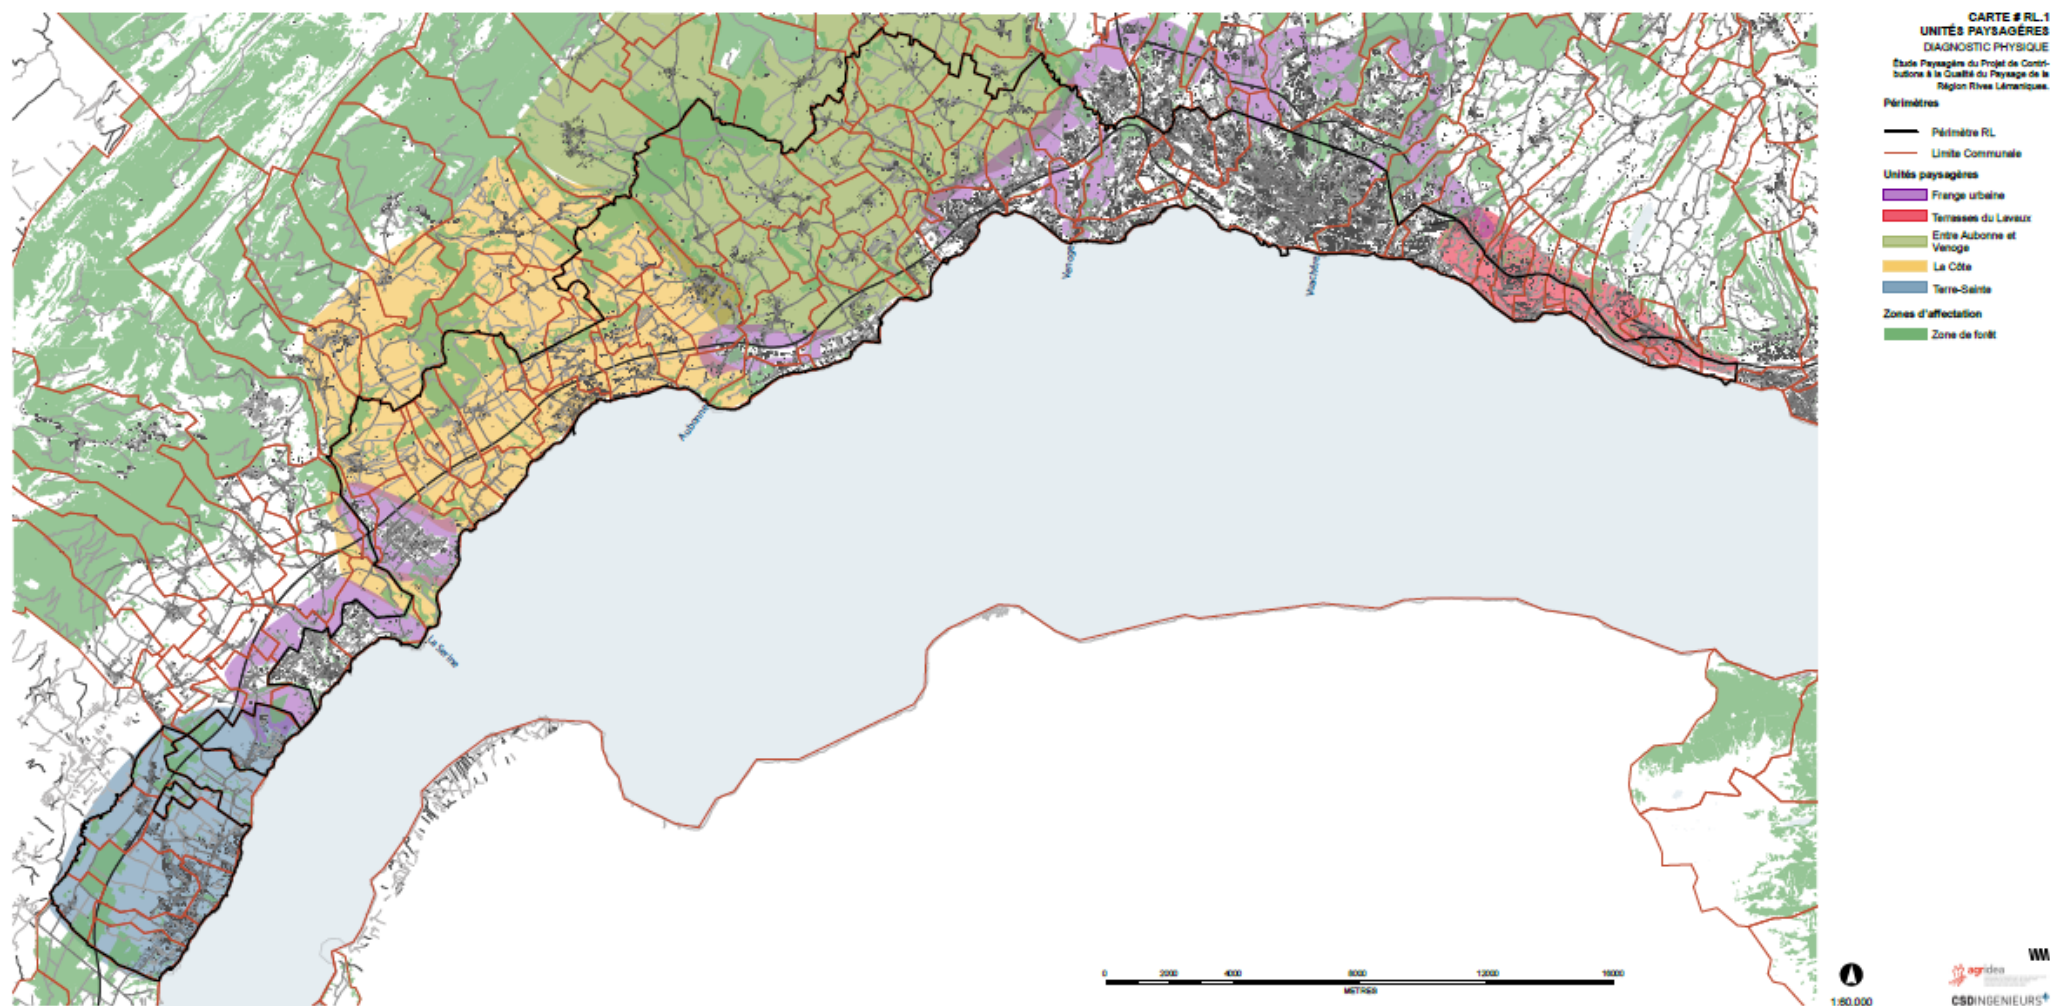 CARTE # RL.1
UNITÉS PAYSAGÈRES
DIAGNOSTIC PHYSIQUE
Étude Paysagère du Projet de Contri-
butions à la Qualité du Paysage de la
Région Rives Lémaniques.
Périmètres
Périmètre RL
Limite Communale
Unités paysagères
Frange urbaine
Terrasses du Lavaux
Entre Aubonne et
Venoge
La Côte
Terre-Sainte
Zones d'affectation
Zone de forêt
Venoge
Vuachère
Aubonne
La Serine
0 2000 4000 8000 12000 16000
METRES
1:60.000
agridea
CSDINGENIEURS+